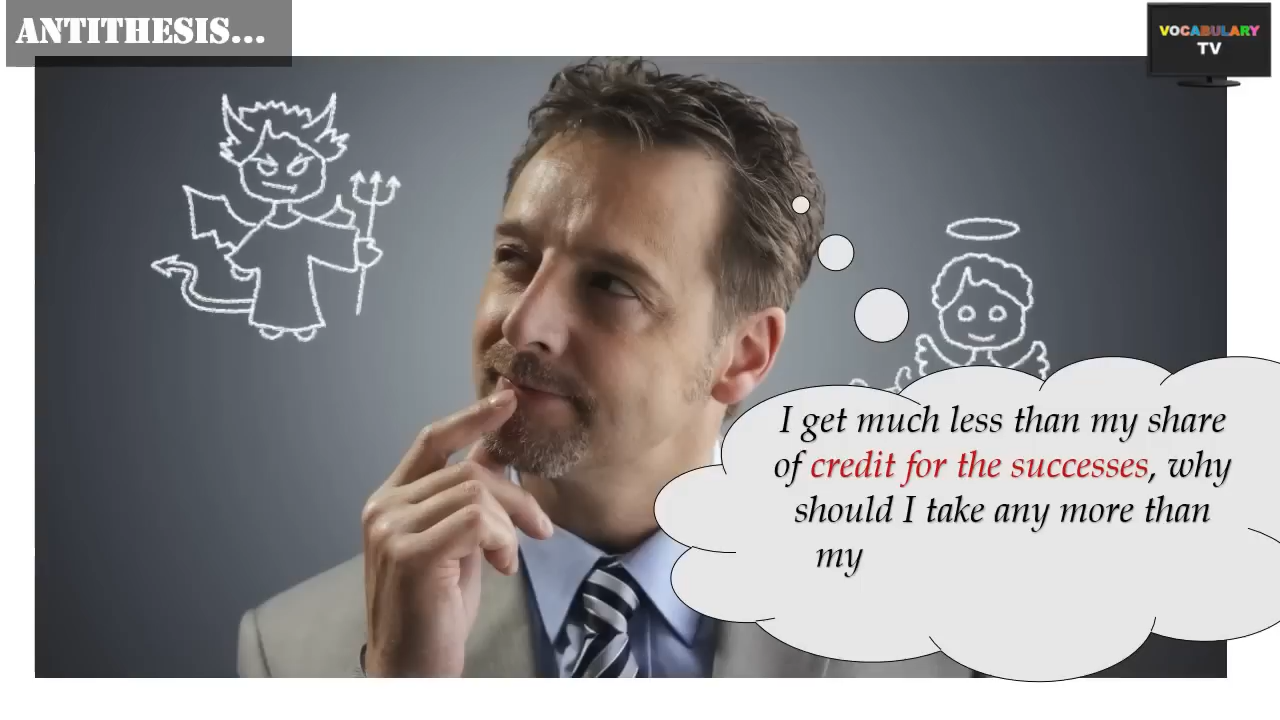 ANTITHESIS...
VOCABULARY
TV
I get much less than my share
of credit for the successes, why
should I take any more than
my